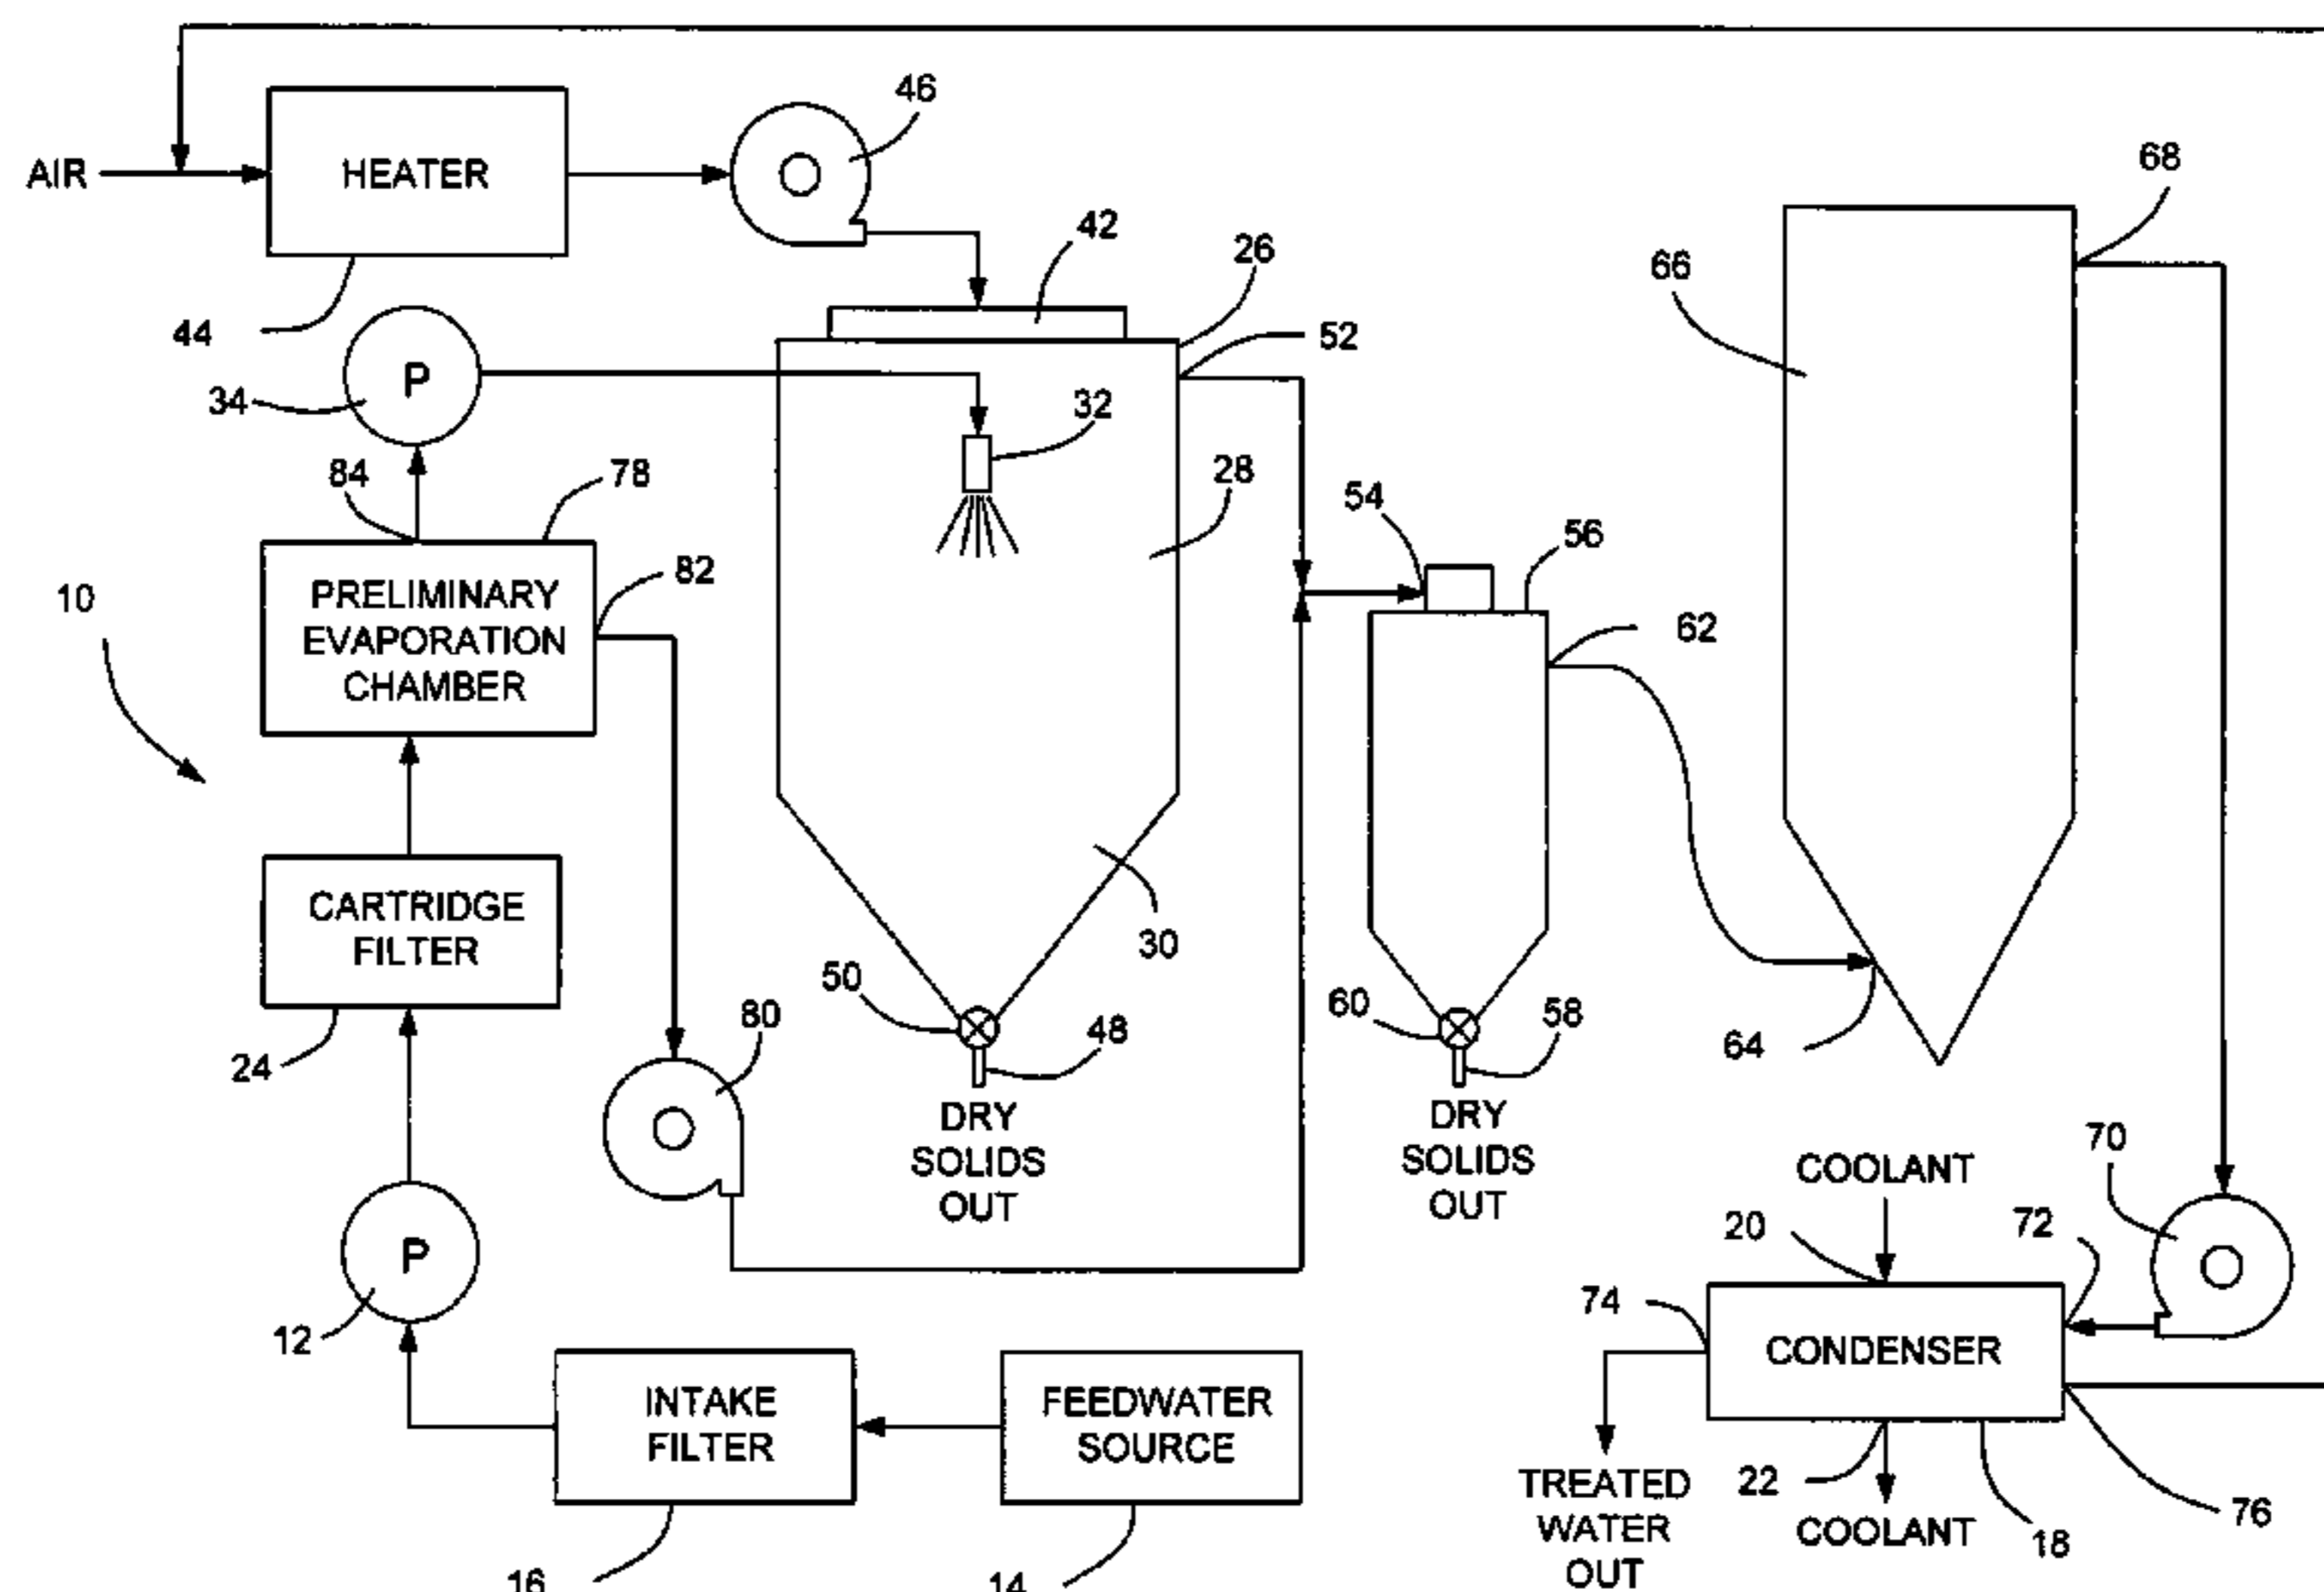 46
AIR
HEATER
68
42
26
66
44
52
P
34
32
84
78
28
54
56
10
PRELIMINARY
EVAPORATION
CHAMBER
82
62
CARTRIDGE
FILTER
30
50
80
60
58
24
48
64
DRY
SOLIDS
OUT
DRY
SOLIDS
OUT
70
COOLANT
72
20
P
12
74
INTAKE
FILTER
FEEDWATER
SOURCE
CONDENSER
TREATED
WATER
OUT
22
COOLANT
18
76
16
14